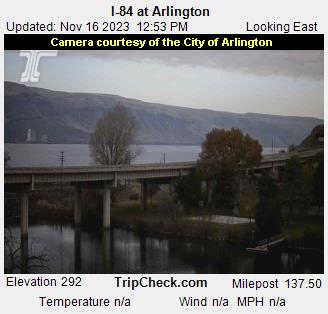 I-84 at Arlington
Updated: Nov 16 2023 12:53 PM Looking East
Camera courtesy of the City of Arlington
Elevation 292 TripCheck.com Milepost 137.50
Temperature n/a Wind n/a MPH n/a